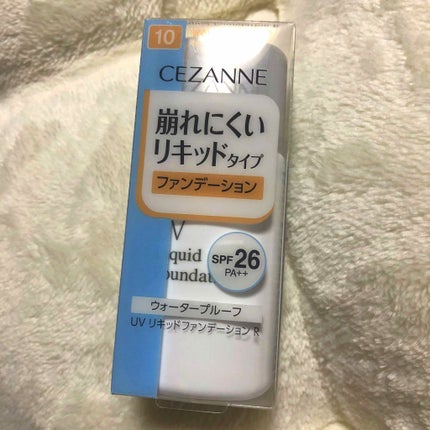 10
CEZANNE
崩れにくい
リキッドタイプ
ファンデーション
V
quid
oundat
SPF 26
PA++
ウォータープルーフ
UV リキッドファンデーション R